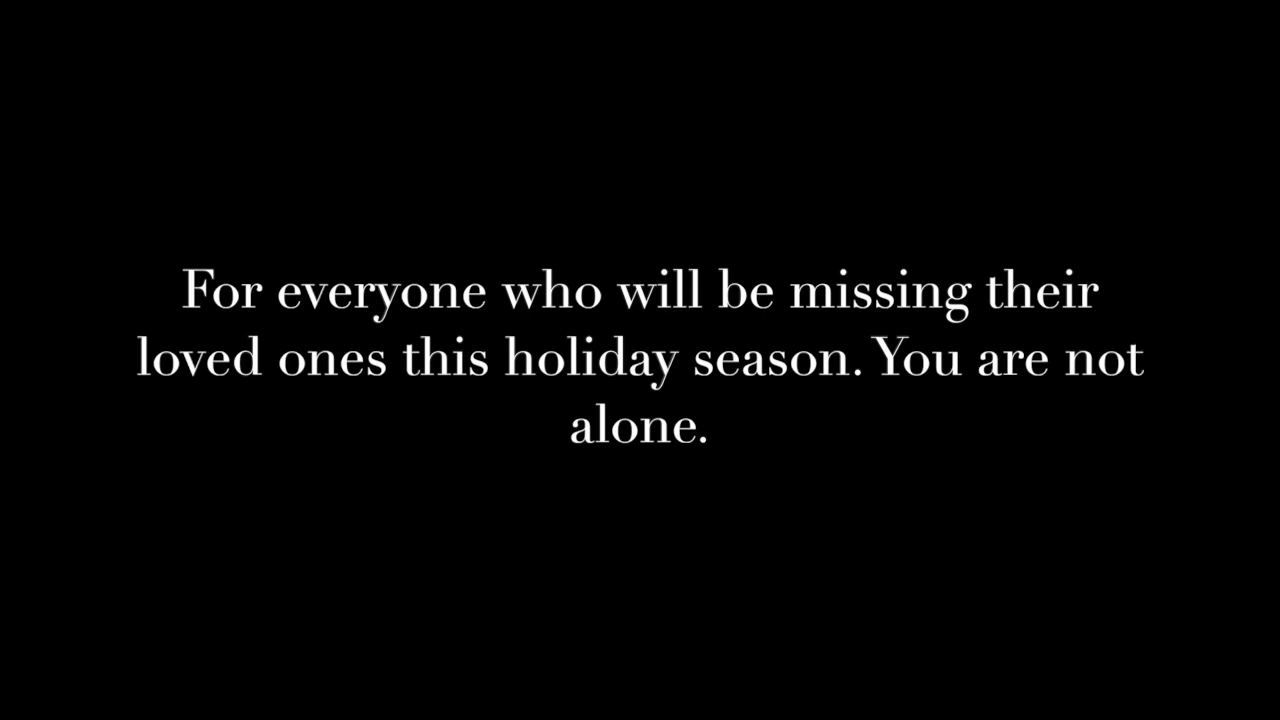 For everyone who will be missing their
loved ones this holiday season. You are not
alone.